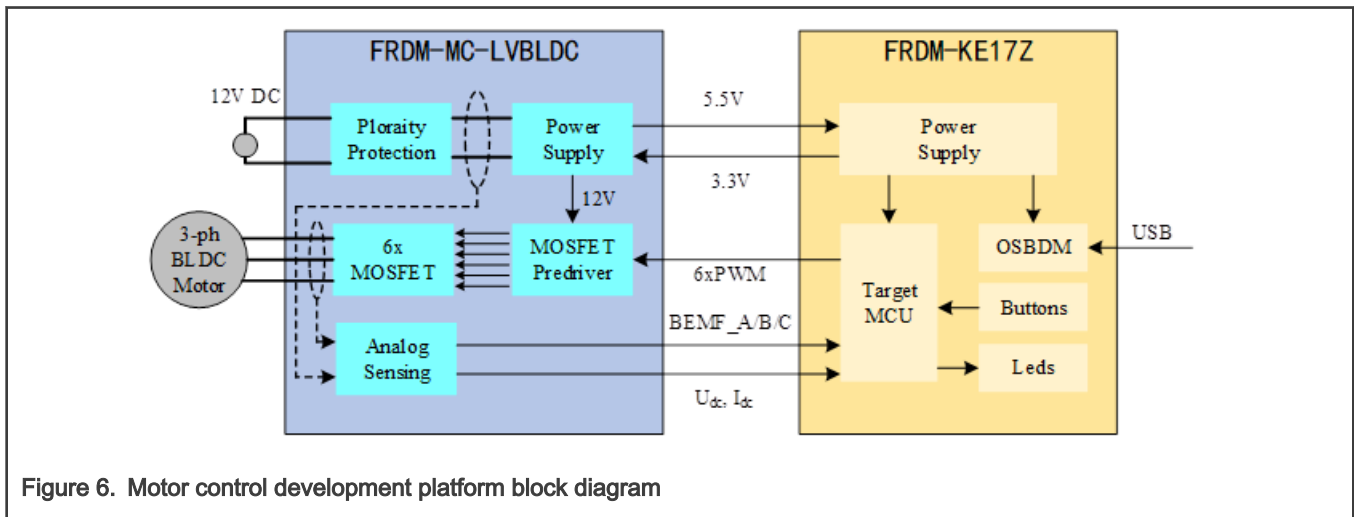 FRDM-MC-LVBLDC
FRDM-KE17Z
12V DC
Ploraity
Protection
Power
Supply
5.5V
3.3V
Power
Supply
12V
3-ph
BLDC
Motor
6x
MOSFET
MOSFET
Predriver
6xPWM
Target
MCU
OSBDM
USB
Buttons
Leds
BEMF_A/B/C
Analog
Sensing
Udc, Idc
Figure 6. Motor control development platform block diagram